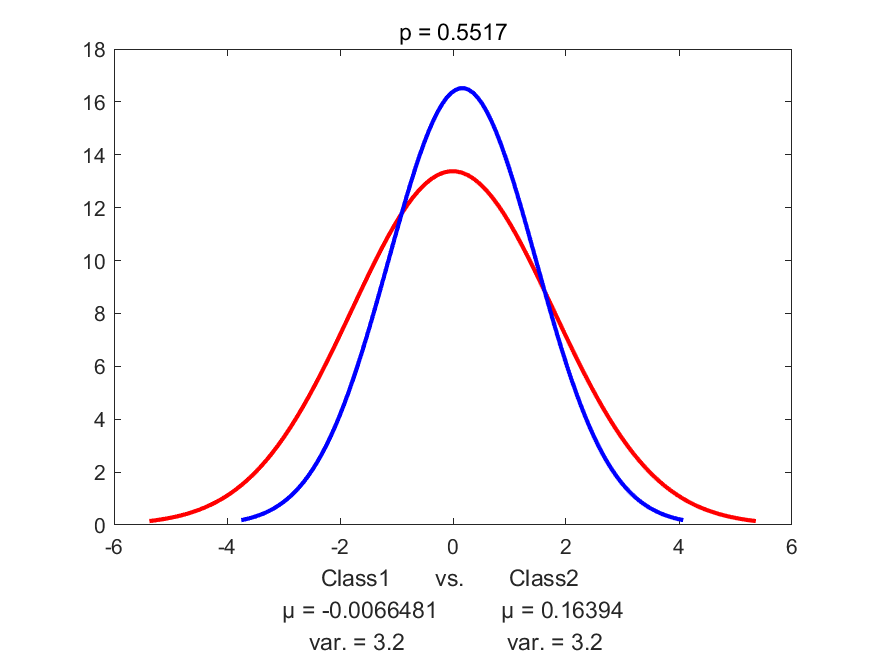 p = 0.5517
18
16
14
12
10
8
6
4
2
0
-6 -4 -2 0 2 4 6
Class1 vs. Class2
μ = -0.0066481 μ = 0.16394
var. = 3.2 var. = 3.2